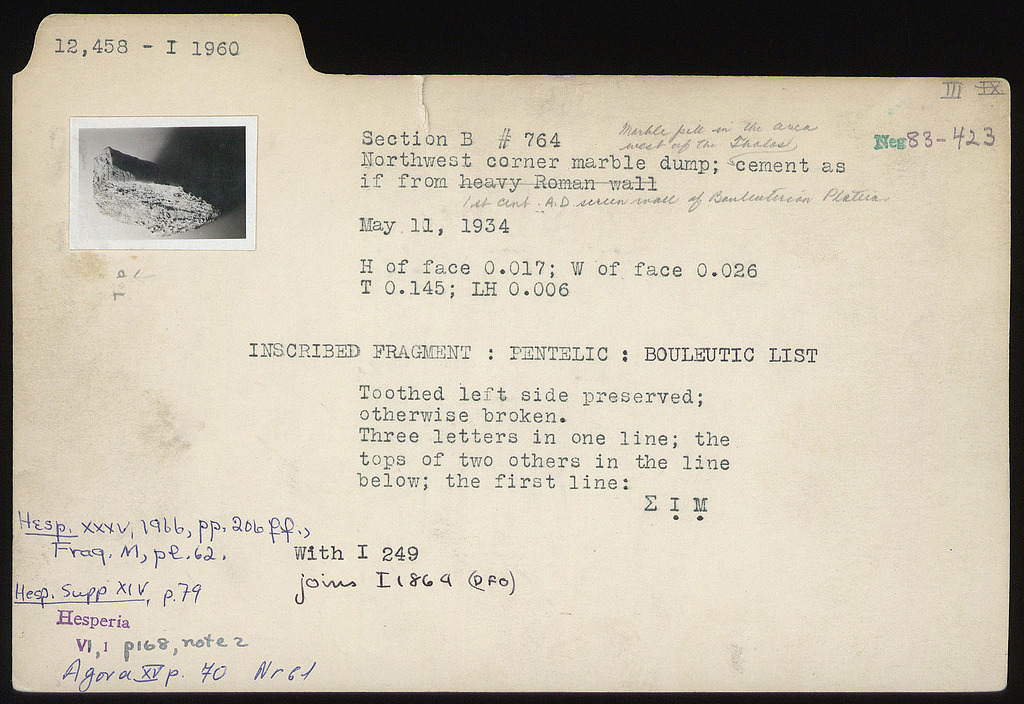 12,458 - I 1960
III IX
Section B # 764
Marble pile in the area
west of the Tholos
Neg 83-423
Northwest corner marble dump; cement as
if from heavy Roman wall
1st cent. A.D screen wall of Bouleuterion Plateia
May 11, 1934
H of face 0.017; W of face 0.026
T 0.145; LH 0.006
Top
INSCRIBED FRAGMENT : PENTELIC : BOULEUTIC LIST
Toothed left side preserved;
otherwise broken.
Three letters in one line; the
tops of two others in the line
below; the first line:
Σ Ι̣ Μ̣
Hesp. XXXV, 1966, pp. 206 ff.,
Frag. M, pl. 62.
With I 249
joins I 1864 (DFO)
Hesp. Supp XIV, p. 79
Hesperia
VI, 1 p168, note 2
Agora XV p. 70 Nr 61